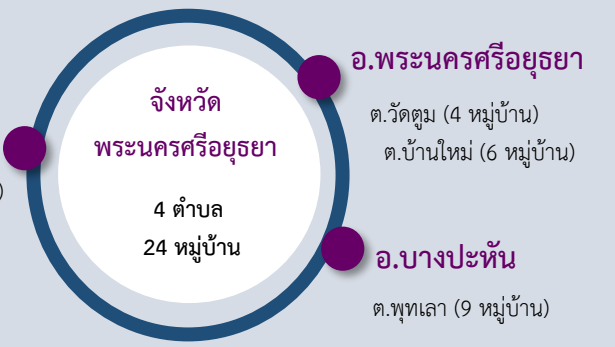 จังหวัด
พระนครศรีอยุธยา
4 ตำบล
24 หมู่บ้าน
อ.พระนครศรีอยุธยา
ต.วัดตูม (4 หมู่บ้าน)
ต.บ้านใหม่ (6 หมู่บ้าน)
อ.บางปะหัน
ต.พุทเลา (9 หมู่บ้าน)
)